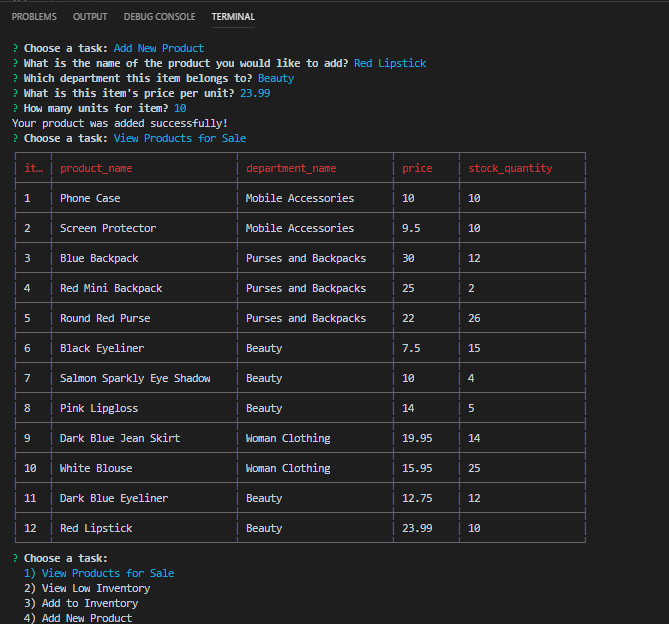 PROBLEMS OUTPUT DEBUG CONSOLE TERMINAL
? Choose a task: Add New Product
? What is the name of the product you would like to add? Red Lipstick
? Which department this item belongs to? Beauty
? What is this item's price per unit? 23.99
? How many units for item? 10
Your product was added successfully!
? Choose a task: View Products for Sale
it… product_name department_name price stock_quantity
1 Phone Case Mobile Accessories 10 10
2 Screen Protector Mobile Accessories 9.5 10
3 Blue Backpack Purses and Backpacks 30 12
4 Red Mini Backpack Purses and Backpacks 25 2
5 Round Red Purse Purses and Backpacks 22 26
6 Black Eyeliner Beauty 7.5 15
7 Salmon Sparkly Eye Shadow Beauty 10 4
8 Pink Lipgloss Beauty 14 5
9 Dark Blue Jean Skirt Woman Clothing 19.95 14
10 White Blouse Woman Clothing 15.95 25
11 Dark Blue Eyeliner Beauty 12.75 12
12 Red Lipstick Beauty 23.99 10
? Choose a task:
1) View Products for Sale
2) View Low Inventory
3) Add to Inventory
4) Add New Product